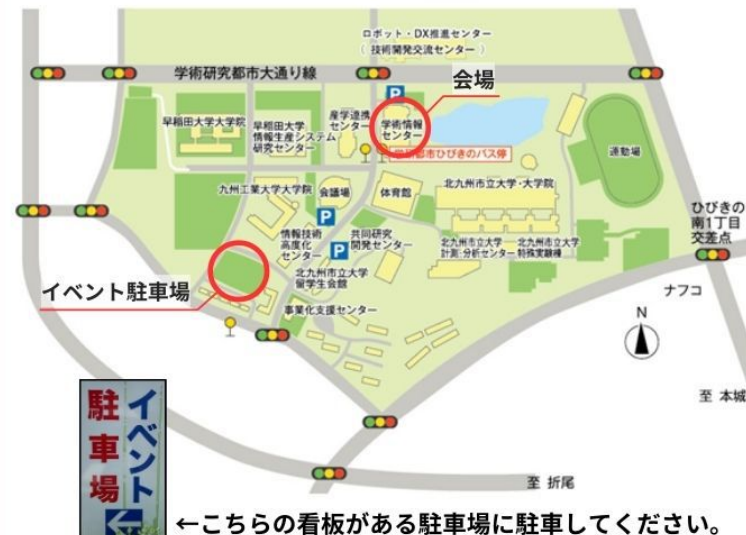 ロボット・DX推進センター
（ 技術開発交流センター ）
学術研究都市大通り線
会場
P
早稲田大学大学院
早稲田大学
情報生産システム
研究センター
産学連携
センター
学術情報
センター
学研都市ひびきのバス停
運動場
九州工業大学大学院
会議場
体育館
北九州市立大学・大学院
P
ひびきの
南1丁目
交差点
情報技術
高度化
センター
P
共同研究
開発センター
北九州市立大学
計測・分析センター
北九州市立大学
特殊実験棟
北九州市立大学
留学生会館
イベント駐車場
ナフコ
事業化支援センター
N
至 本城
至 折尾
イベント
駐車場
←こちらの看板がある駐車場に駐車してください。